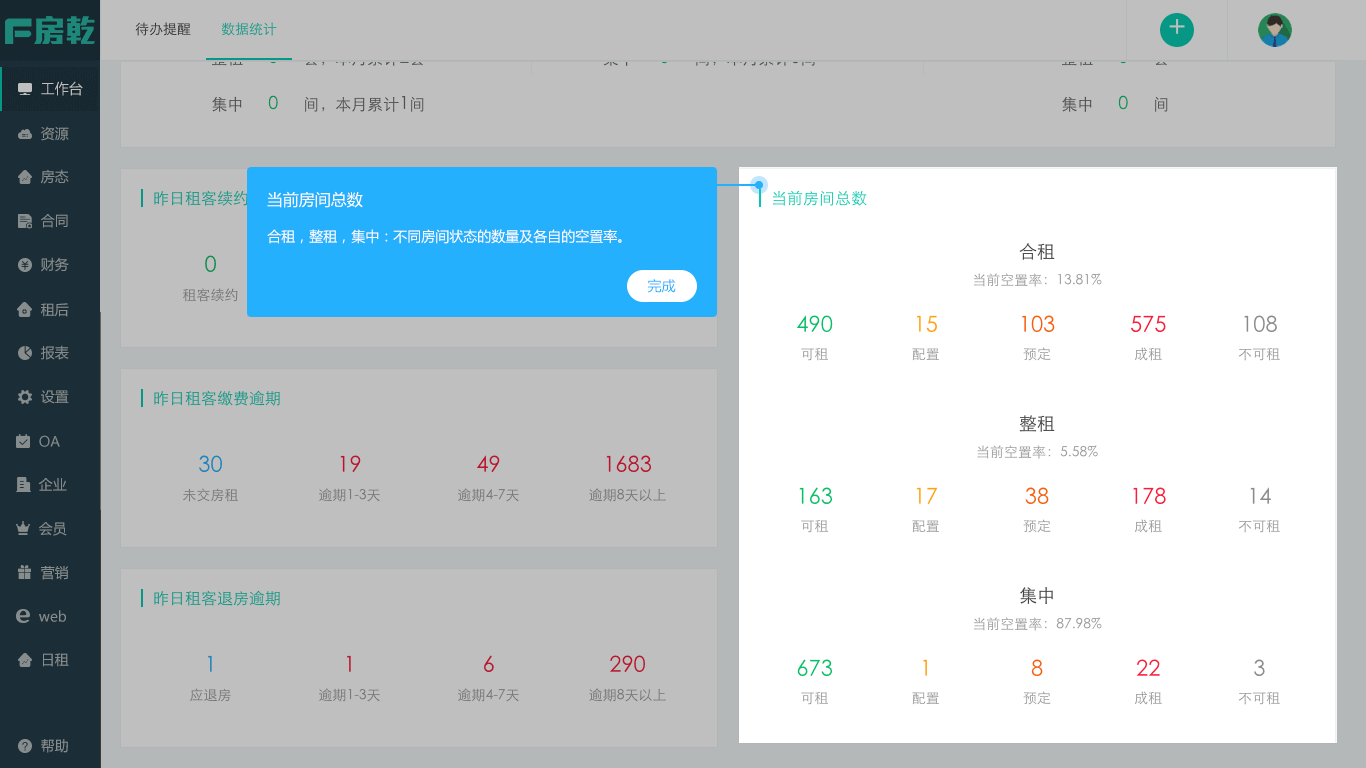 F房乾
待办提醒
数据统计
工作台
资源
房态
合同
财务
租后
报表
设置
OA
企业
会员
营销
web
日租
帮助
集中 0 间，本月累计1间
集中 0 间
昨日租客续约
0
租客续约
当前房间总数
合租，整租，集中：不同房间状态的数量及各自的空置率。
完成
昨日租客缴费逾期
30 19 49 1683
未交房租 逾期1-3天 逾期4-7天 逾期8天以上
昨日租客退房逾期
1 1 6 290
应退房 逾期1-3天 逾期4-7天 逾期8天以上
当前房间总数
合租
当前空置率：13.81%
490 15 103 575 108
可租 配置 预定 成租 不可租
整租
当前空置率：5.58%
163 17 38 178 14
可租 配置 预定 成租 不可租
集中
当前空置率：87.98%
673 1 8 22 3
可租 配置 预定 成租 不可租